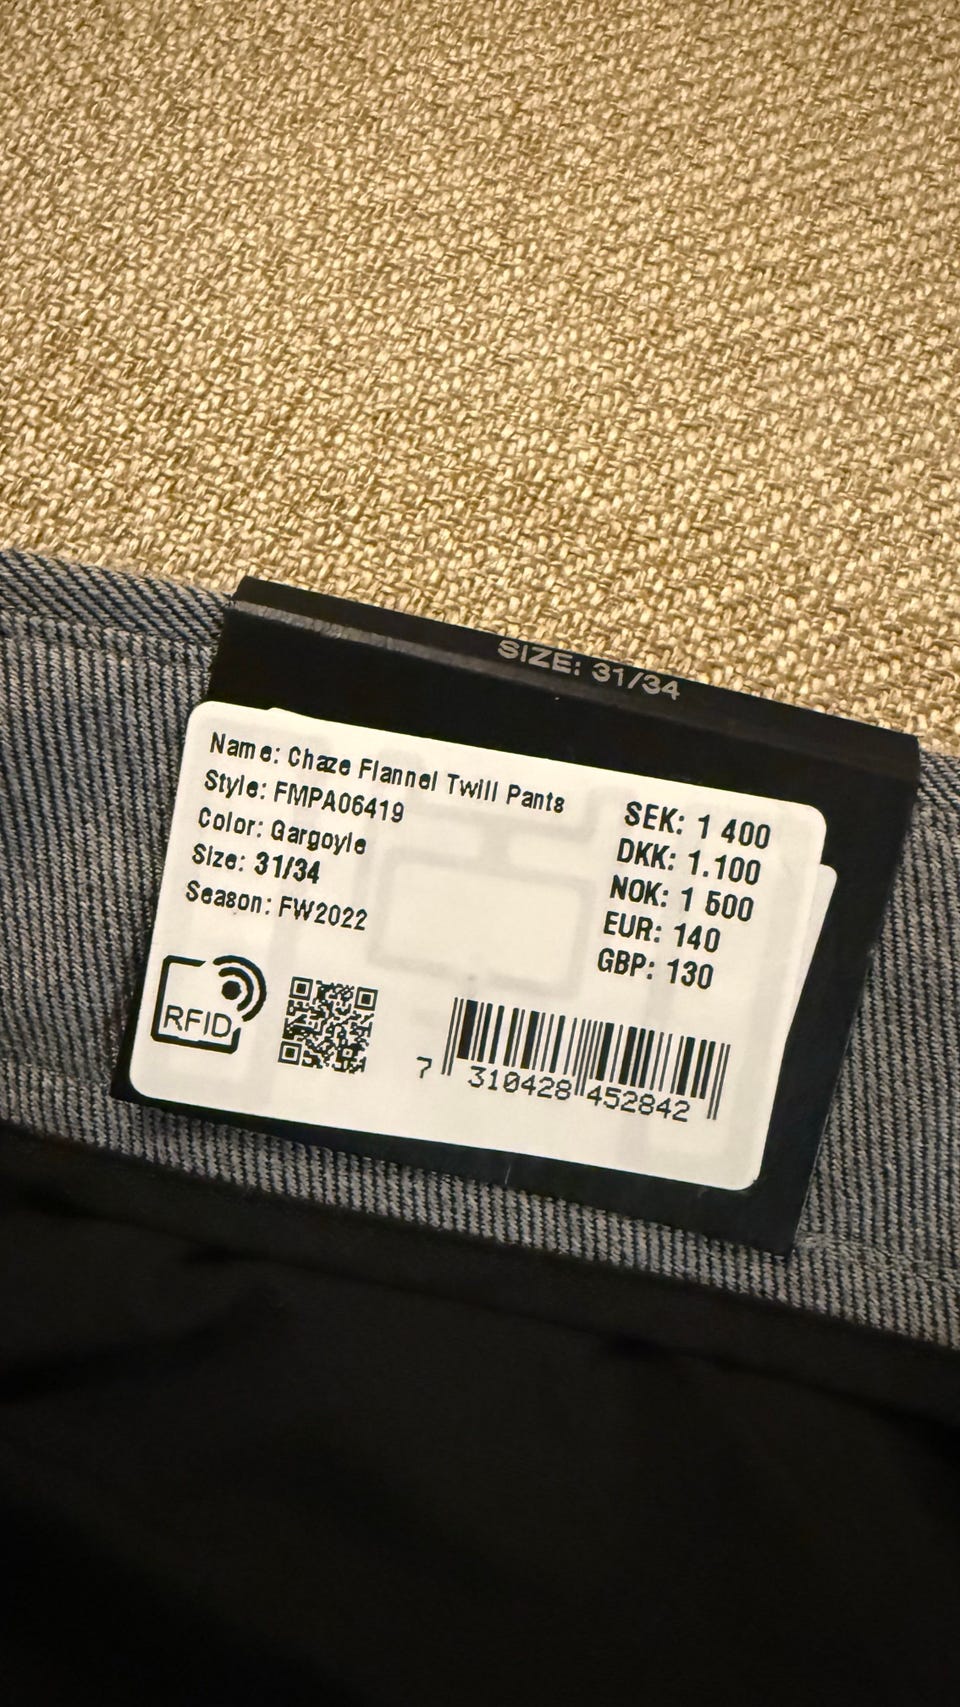 SIZE: 31/34
Name: Chaze Flannel Twill Pants
Style: FMPA06419
Color: Gargoyle
Size: 31/34
Season: FW2022
SEK: 1 400
DKK: 1.100
NOK: 1 500
EUR: 140
GBP: 130
RFID
7 310428 452842